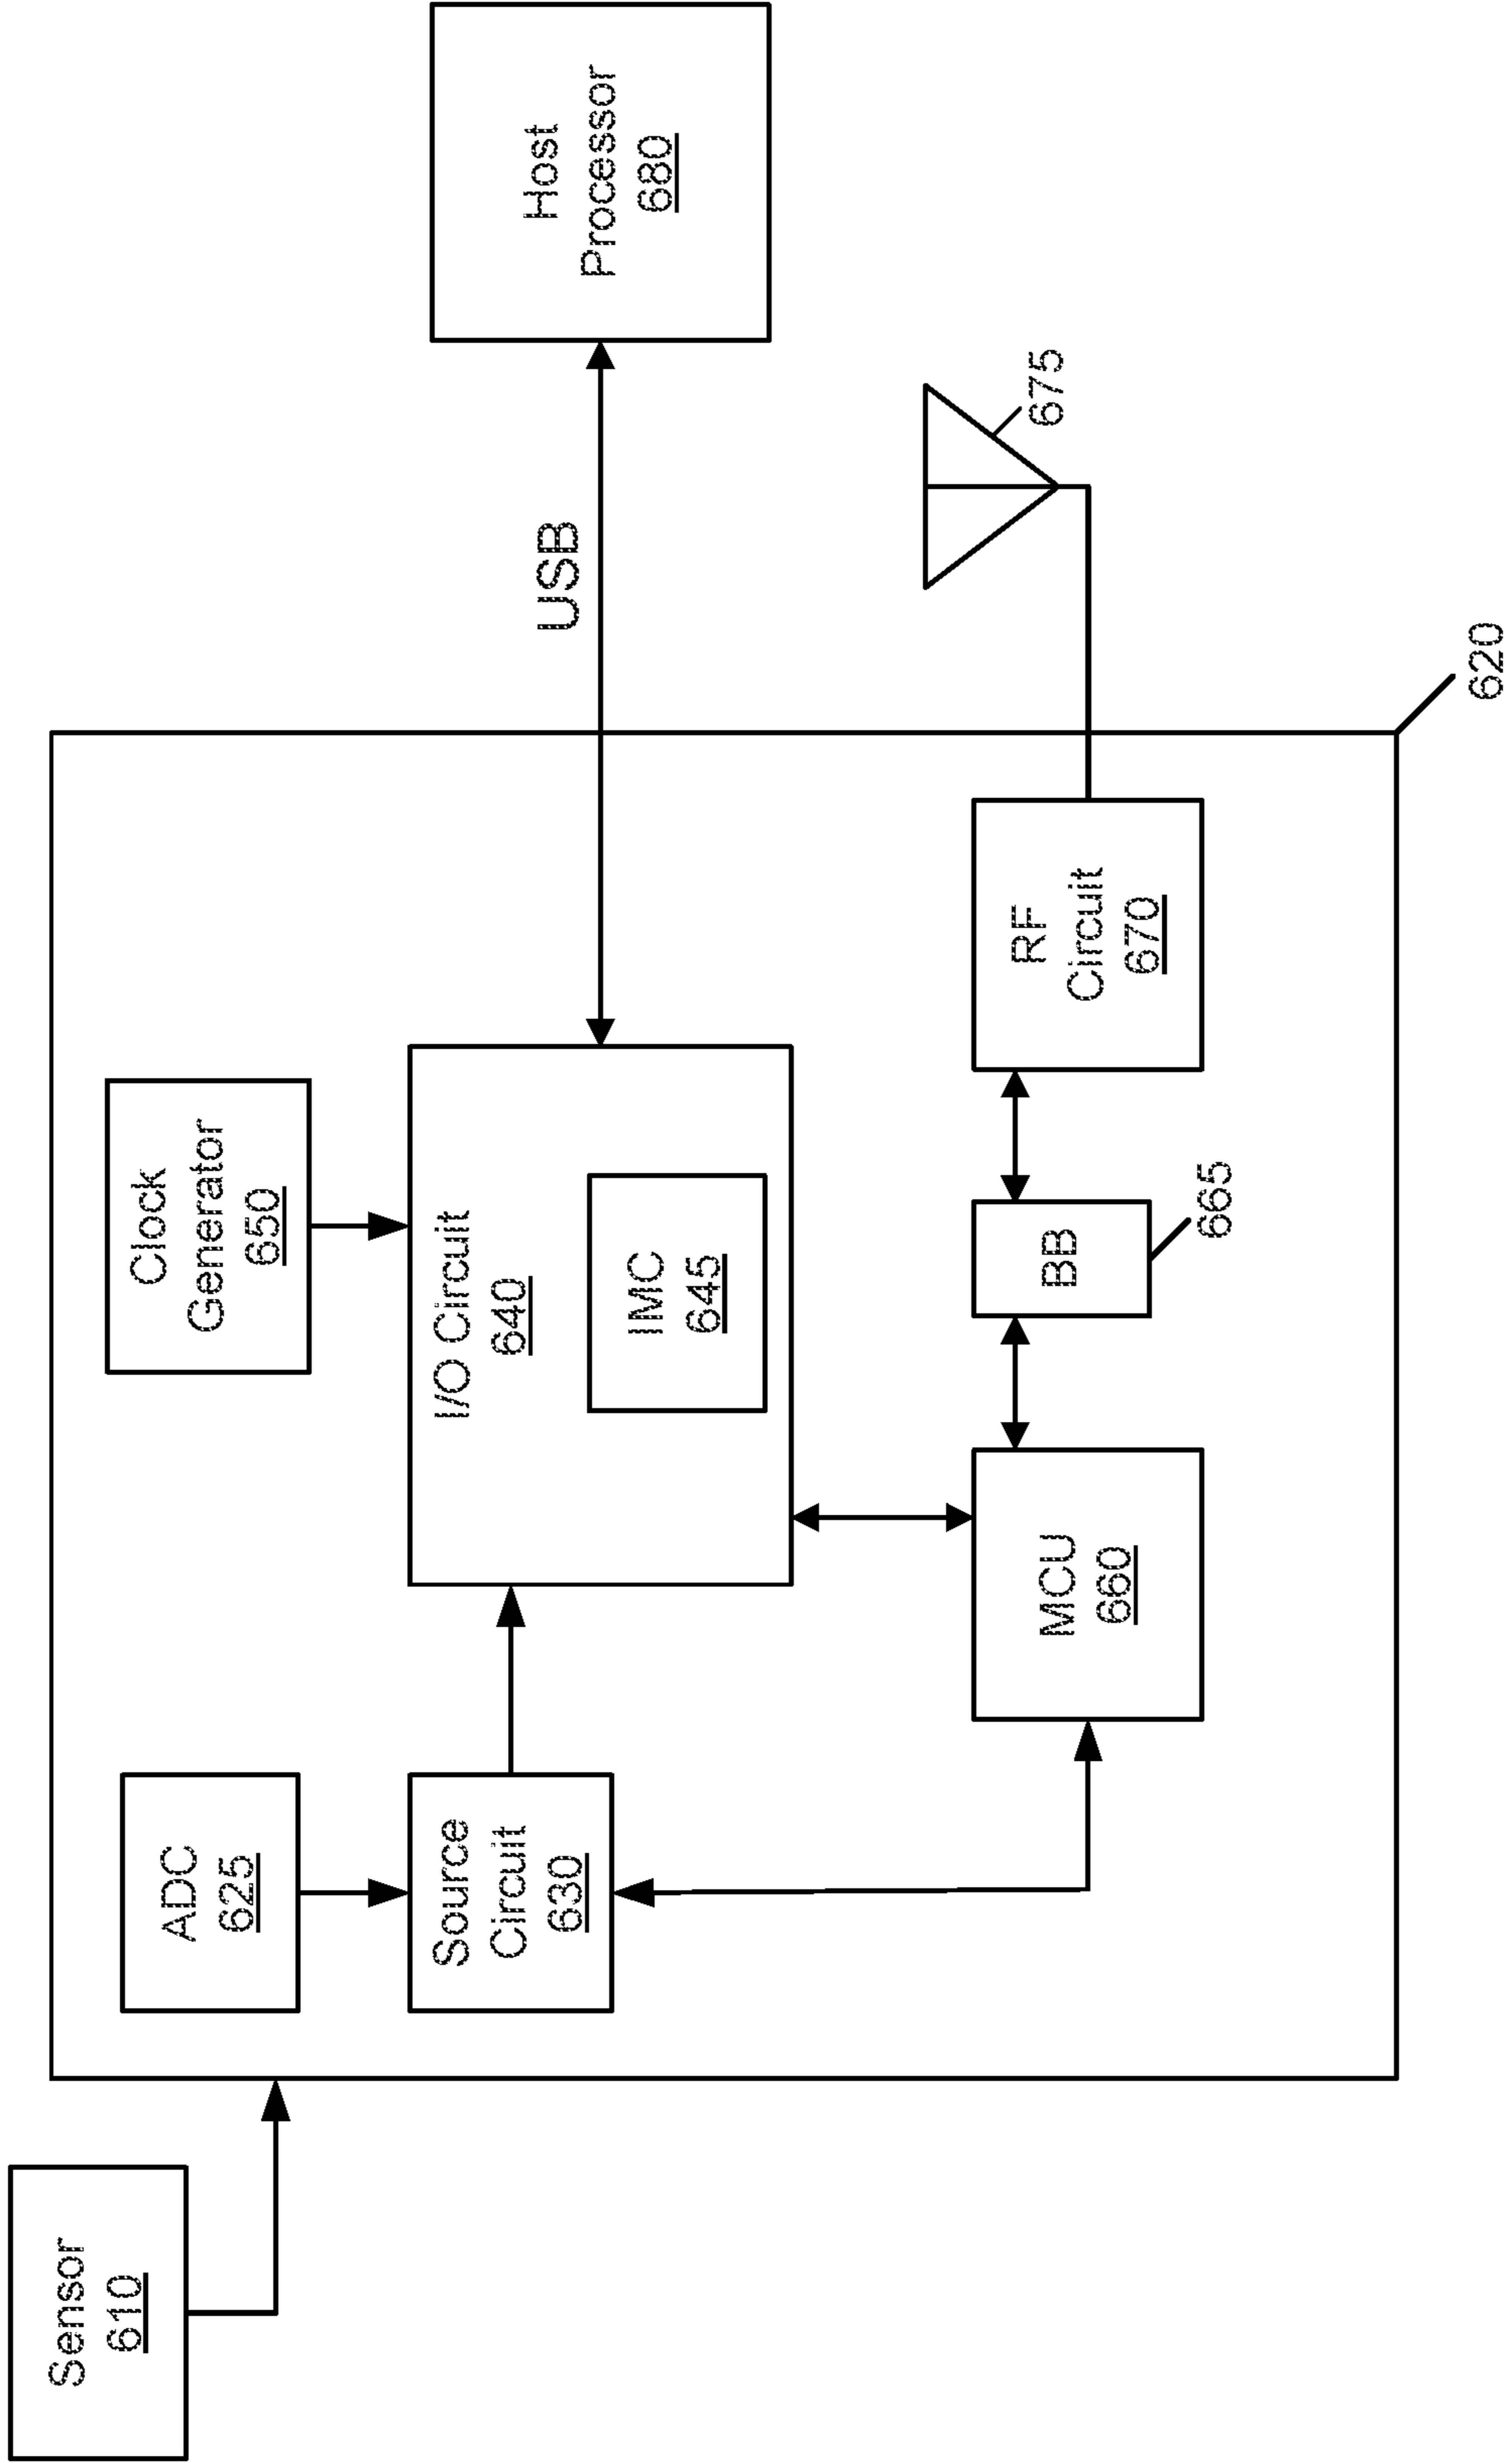 Sensor
610
ADC
625
Source
Circuit
630
Clock
Generator
650
I/O Circuit
640
IMC
645
MCU
660
BB
665
RF
Circuit
670
USB
Host
Processor
680
675
620